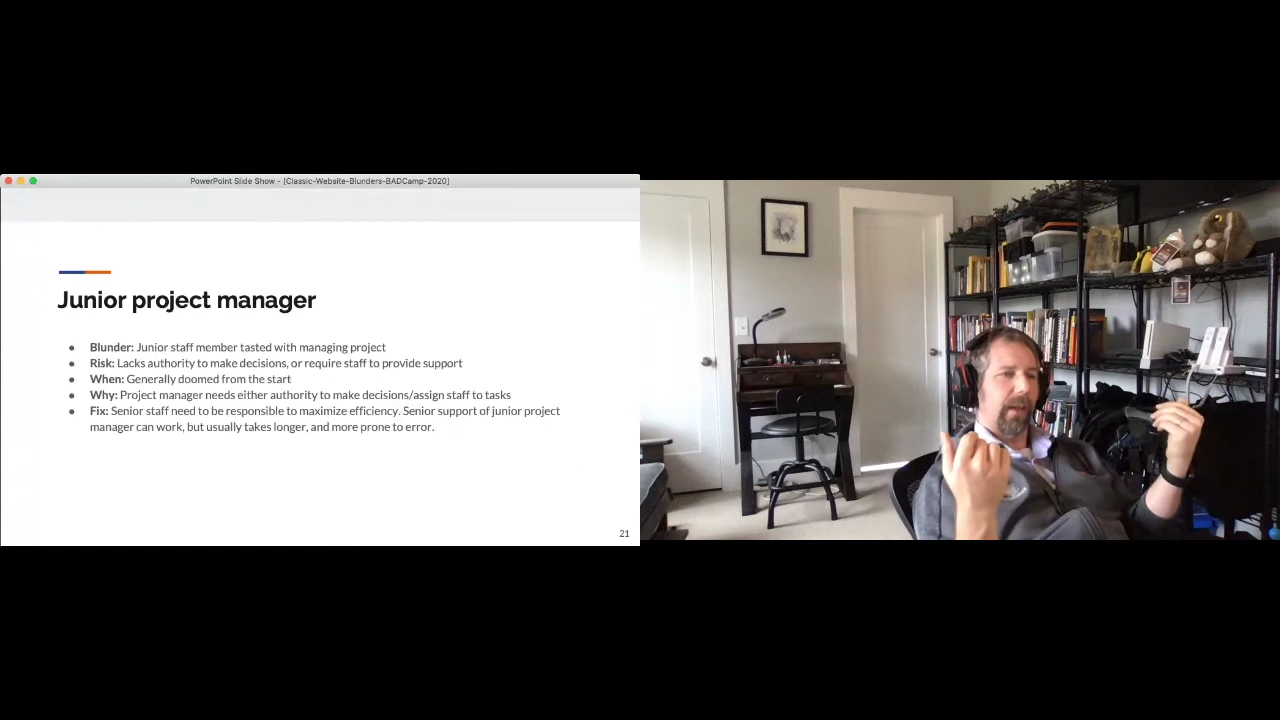 PowerPoint Slide Show - [Classic-Website-Blunders-BADCamp-2020]
Junior project manager
● Blunder: Junior staff member tasted with managing project
● Risk: Lacks authority to make decisions, or require staff to provide support
● When: Generally doomed from the start
● Why: Project manager needs either authority to make decisions/assign staff to tasks
● Fix: Senior staff need to be responsible to maximize efficiency. Senior support of junior project
manager can work, but usually takes longer, and more prone to error.
21